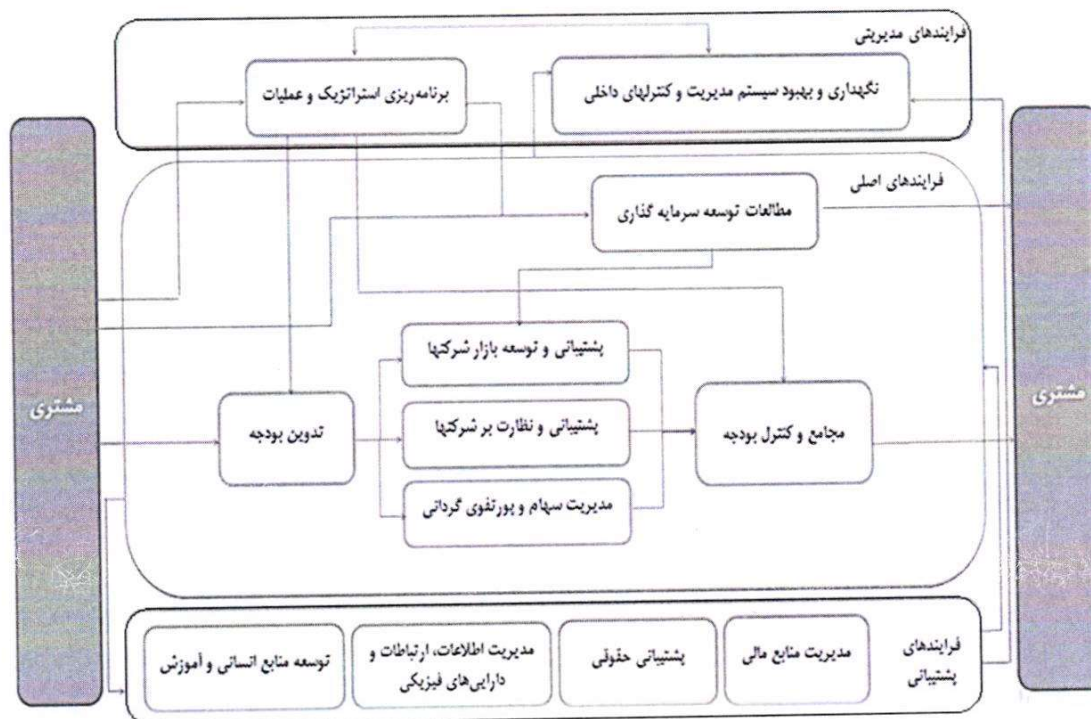 فرایندهای مدیریتی
نگهداری و بهبود سیستم مدیریت و کنترلهای داخلی
برنامه‌ریزی استراتژیک و عملیات
فرایندهای اصلی
مطالعات توسعه سرمایه گذاری
مشتری
مشتری
پشتیبانی و توسعه بازار شرکتها
مجامع و کنترل بودجه
پشتیبانی و نظارت بر شرکتها
تدوین بودجه
مدیریت سهام و پورتفوی گردانی
فرایندهای
پشتیبانی
مدیریت منابع مالی
پشتیبانی حقوقی
مدیریت اطلاعات، ارتباطات و
دارایی‌های فیزیکی
توسعه منابع انسانی و آموزش